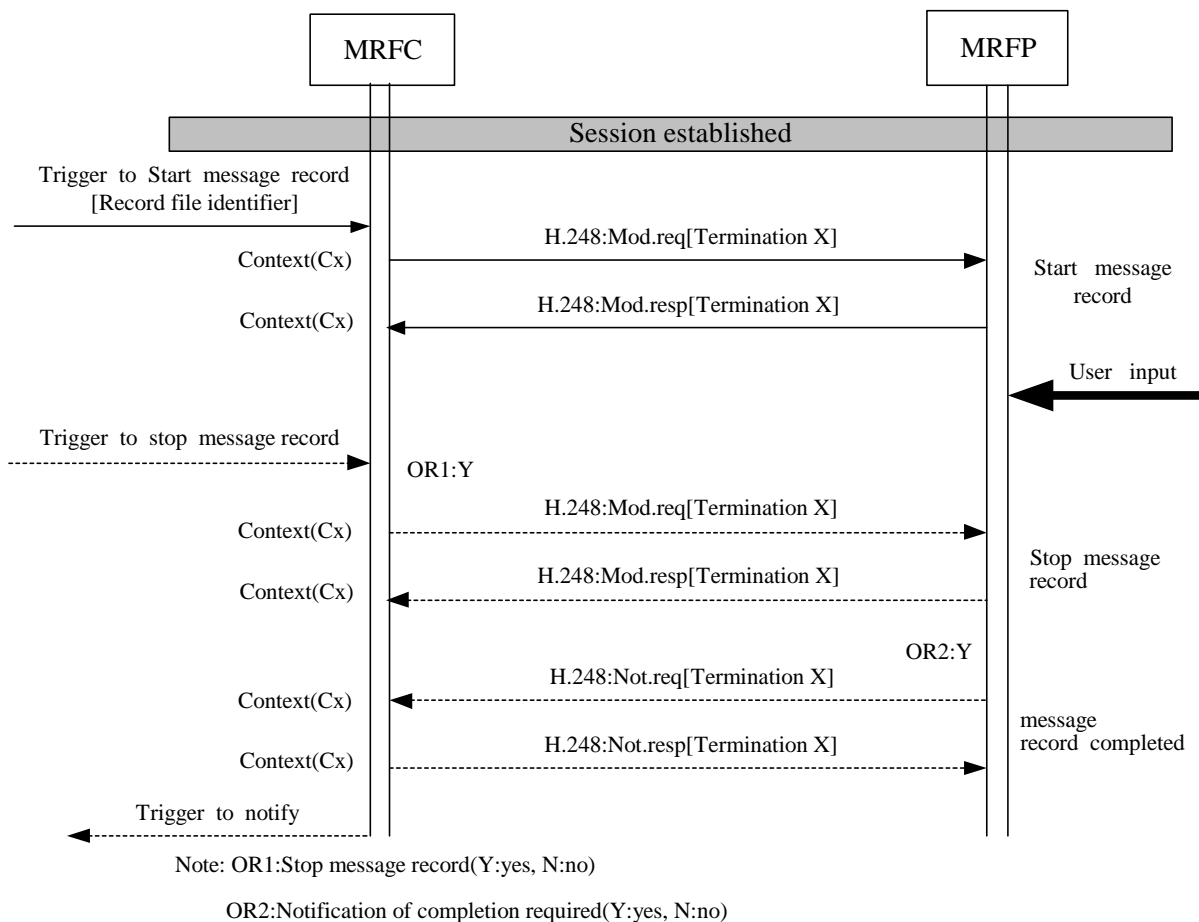 MRFC
MRFP
Session established
Trigger to Start message record
[Record file identifier]
H.248:Mod.req[Termination X]
Context(Cx)
Start message
record
H.248:Mod.resp[Termination X]
Context(Cx)
User input
Trigger to stop message record
OR1:Y
H.248:Mod.req[Termination X]
Context(Cx)
Stop message
record
H.248:Mod.resp[Termination X]
Context(Cx)
OR2:Y
H.248:Not.req[Termination X]
Context(Cx)
message
record completed
H.248:Not.resp[Termination X]
Context(Cx)
Trigger to notify
Note: OR1:Stop message record(Y:yes, N:no)
OR2:Notification of completion required(Y:yes, N:no)